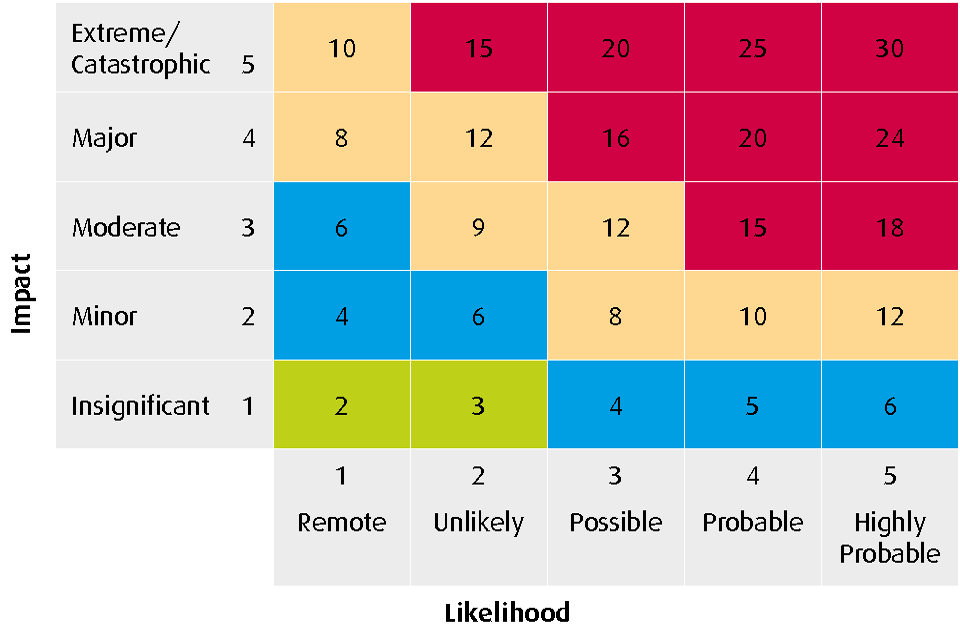 Extreme/
Catastrophic 5 10 15 20 25 30
Major 4 8 12 16 20 24
Moderate 3 6 9 12 15 18
Impact
Minor 2 4 6 8 10 12
Insignificant 1 2 3 4 5 6
1 2 3 4 5
Remote Unlikely Possible Probable Highly
Probable
Likelihood